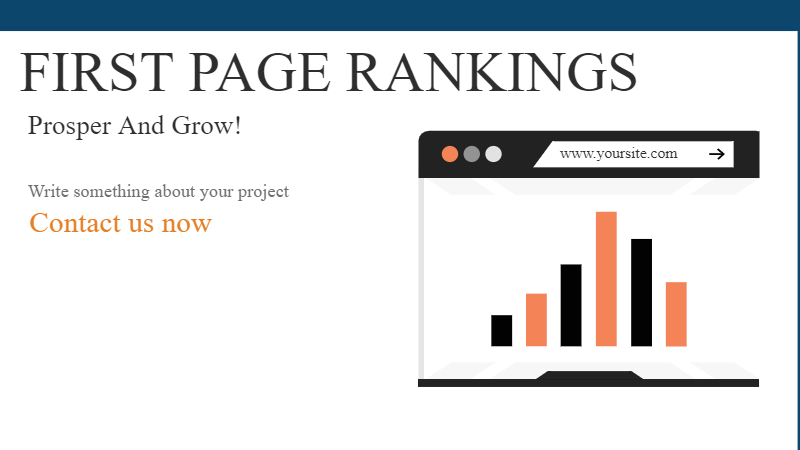 FIRST PAGE RANKINGS
Prosper And Grow!
www.yoursite.com
Write something about your project
Contact us now